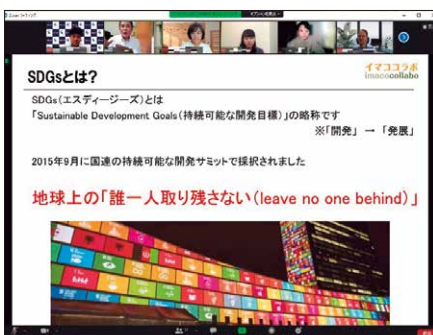 イマココラボ
imacocollabo
SDGsとは?
SDGs(エスディージーズ)とは
「Sustainable Development Goals(持続可能な開発目標)」の略称です
※「開発」 → 「発展」
2015年9月に国連の持続可能な開発サミットで採択されました
地球上の「誰一人取り残さない(leave no one behind)」